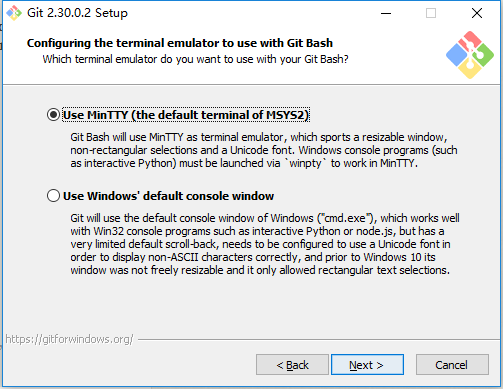 Git 2.30.0.2 Setup
Configuring the terminal emulator to use with Git Bash
Which terminal emulator do you want to use with your Git Bash?
Use MinTTY (the default terminal of MSYS2)
Git Bash will use MinTTY as terminal emulator, which sports a resizable window,
non-rectangular selections and a Unicode font. Windows console programs (such
as interactive Python) must be launched via `winpty` to work in MinTTY.
Use Windows' default console window
Git will use the default console window of Windows ("cmd.exe"), which works well
with Win32 console programs such as interactive Python or node.js, but has a
very limited default scroll-back, needs to be configured to use a Unicode font in
order to display non-ASCII characters correctly, and prior to Windows 10 its
window was not freely resizable and it only allowed rectangular text selections.
https://gitforwindows.org/
< Back
Next >
Cancel